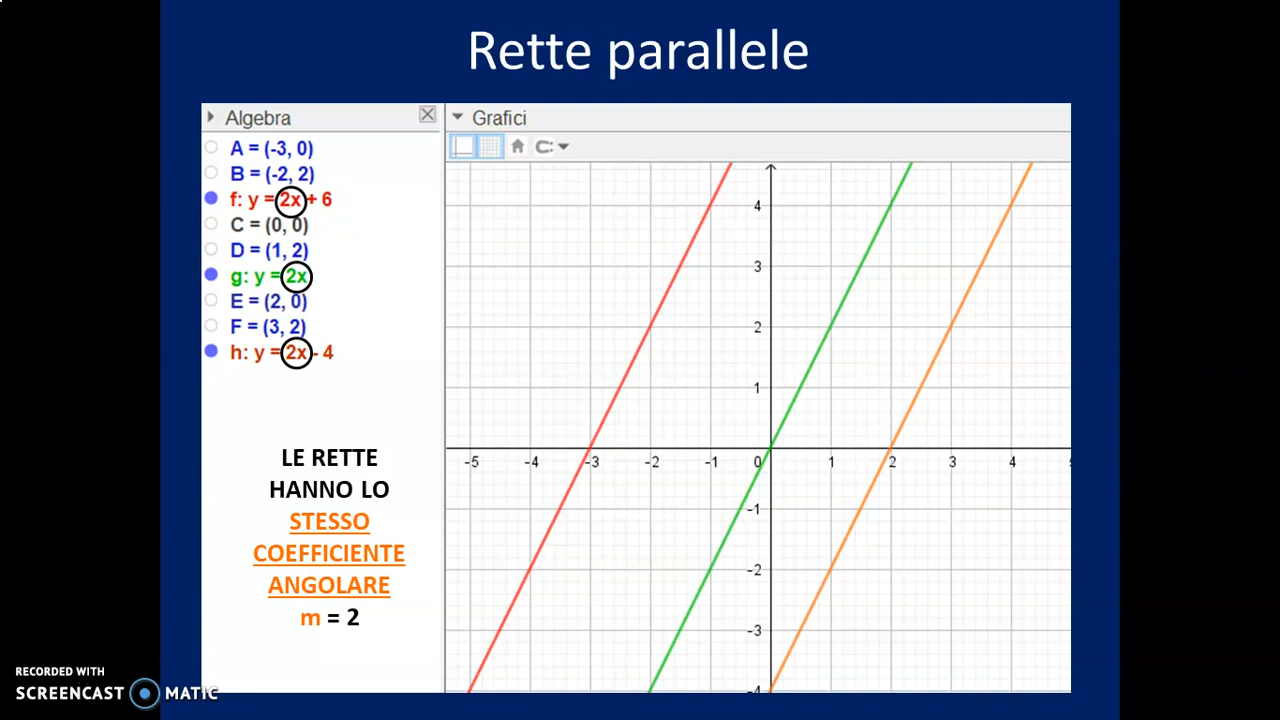 Rette parallele
Algebra
Grafici
A = (-3, 0)
B = (-2, 2)
f: y = 2x + 6
C = (0, 0)
D = (1, 2)
g: y = 2x
E = (2, 0)
F = (3, 2)
h: y = 2x - 4
LE RETTE
HANNO LO
STESSO
COEFFICIENTE
ANGOLARE
m = 2
4
3
2
1
-5 -4 -3 -2 -1 0 1 2 3 4
-1
-2
-3
-4
RECORDED WITH
SCREENCAST MATIC